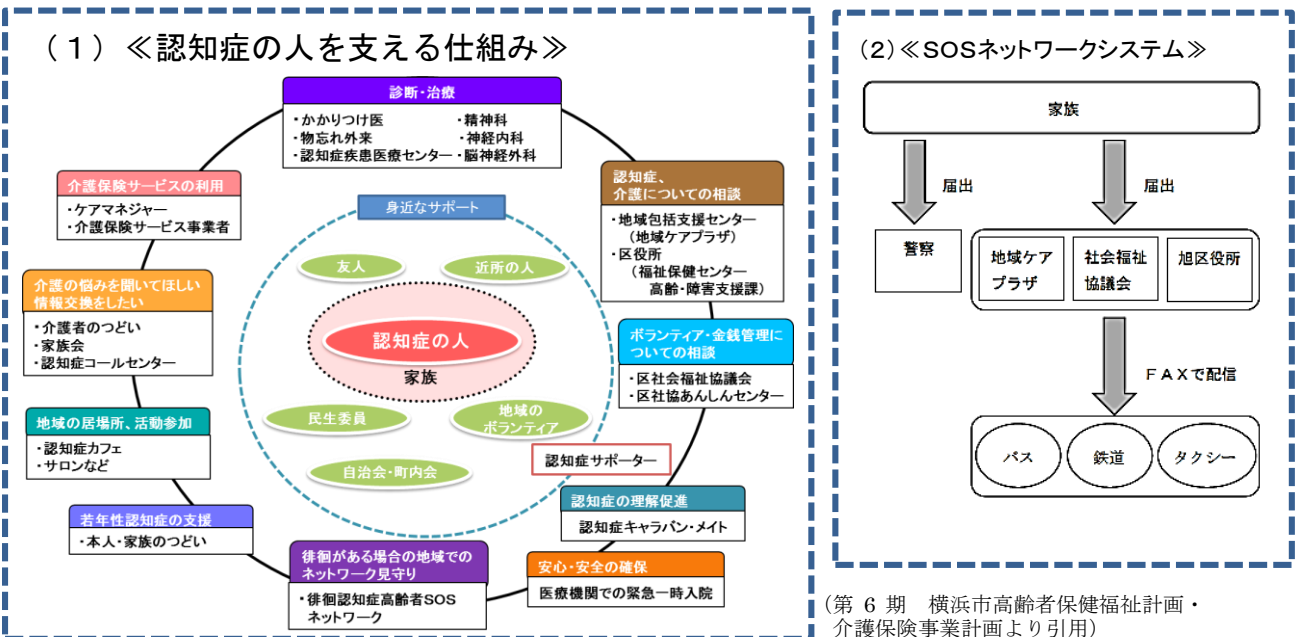 (1)≪認知症の人を支える仕組み≫
診断・治療
・かかりつけ医 ・精神科
・物忘れ外来 ・神経内科
・認知症疾患医療センター ・脳神経外科
認知症、
介護についての相談
・地域包括支援センター
(地域ケアプラザ)
・区役所
(福祉保健センター
高齢・障害支援課)
ボランティア・金銭管理に
ついての相談
・区社会福祉協議会
・区社協あんしんセンター
認知症サポーター
認知症の理解促進
認知症キャラバン・メイト
安心・安全の確保
医療機関での緊急一時入院
徘徊がある場合の地域での
ネットワーク見守り
・徘徊認知症高齢者SOS
ネットワーク
若年性認知症の支援
・本人・家族のつどい
地域の居場所、活動参加
・認知症カフェ
・サロンなど
介護の悩みを聞いてほしい
情報交換をしたい
・介護者のつどい
・家族会
・認知症コールセンター
介護保険サービスの利用
・ケアマネジャー
・介護保険サービス事業者
身近なサポート
友人
近所の人
認知症の人
家族
民生委員
地域の
ボランティア
自治会・町内会
(2)≪SOSネットワークシステム≫
家族
届出
届出
警察
地域ケア
プラザ
社会福祉
協議会
旭区役所
FAXで配信
バス
鉄道
タクシー
(第 6 期 横浜市高齢者保健福祉計画・
介護保険事業計画より引用)